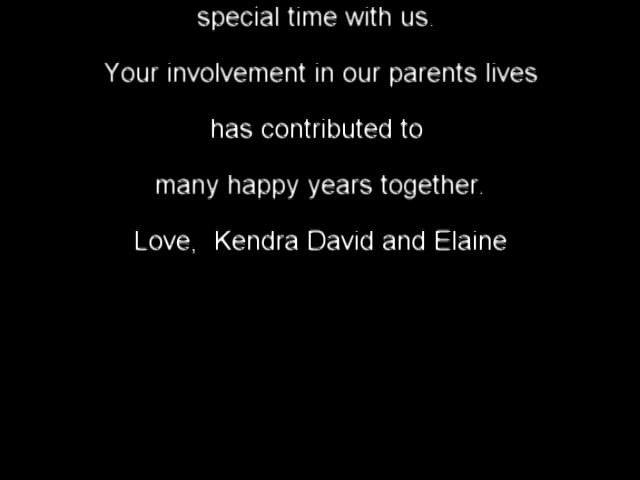 special time with us.
Your involvement in our parents lives
has contributed to
many happy years together.
Love,  Kendra David and Elaine